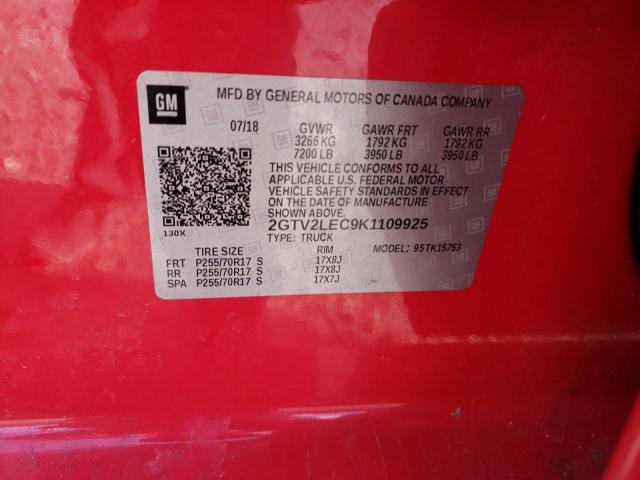 GM
MFD BY GENERAL MOTORS OF CANADA COMPANY
07/18 GVWR GAWR FRT GAWR RR
3266 KG 1792 KG 1792 KG
7200 LB 3950 LB 3950 LB
THIS VEHICLE CONFORMS TO ALL
APPLICABLE U.S. FEDERAL MOTOR
VEHICLE SAFETY STANDARDS IN EFFECT
ON THE DATE OF MANUFACTURE
SHOWN ABOVE.
2GTV2LEC9K1109925
130X
TYPE: TRUCK
MODEL: 95TK15753
TIRE SIZE RIM
FRT P255/70R17 S 17X8J
RR P255/70R17 S 17X8J
SPA P255/70R17 S 17X7J